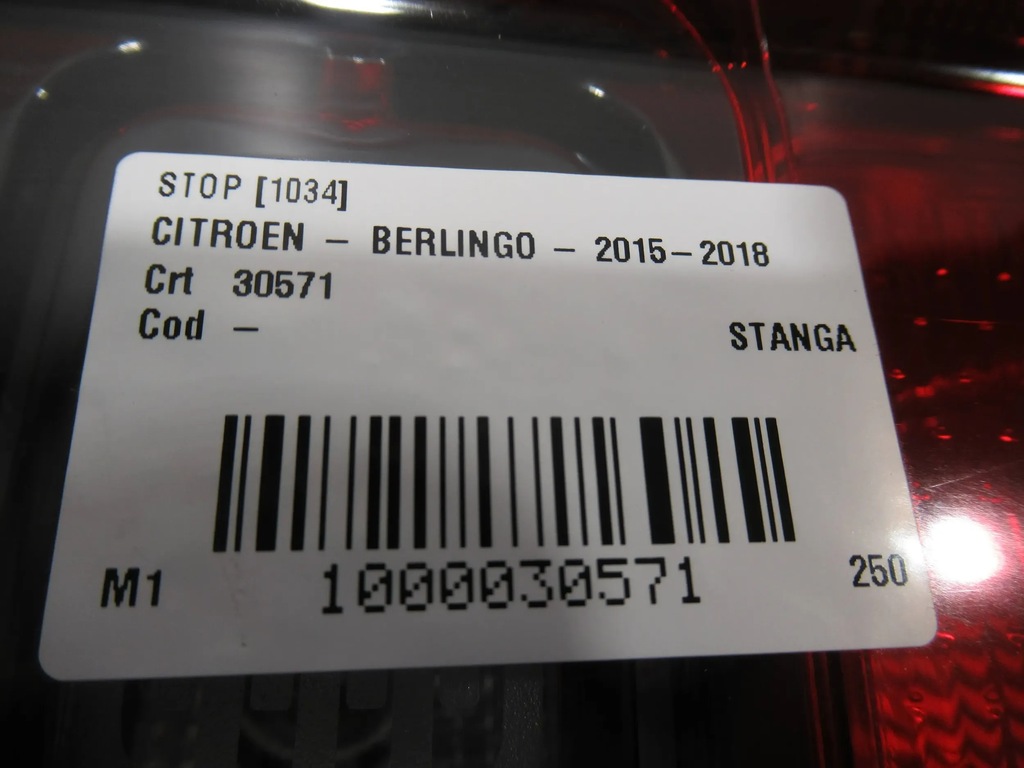 STOP [1034]
CITROEN - BERLINGO - 2015-2018
Crt 30571
Cod -
STANGA
M1 1000030571 250